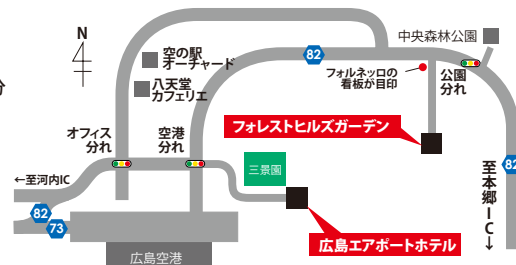 N
分
空の駅
オーチャード
八天堂
カフェリエ
82
中央森林公園
フォルネッロの
看板が目印
公園
分れ
オフィス
分れ
空港
分れ
フォレストヒルズガーデン
←至河内IC
三景園
82
至本郷IC↓
82
73
広島エアポートホテル
広島空港